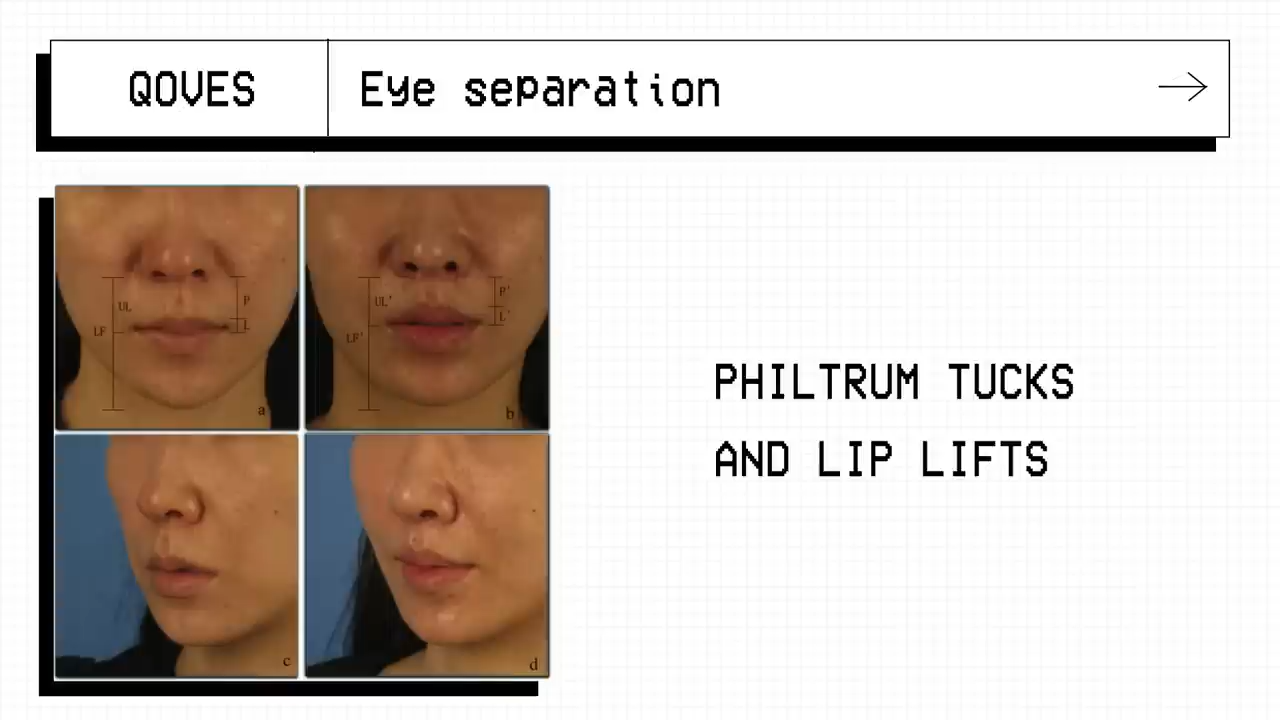 QOVES
Eye separation
UL
P
LF
L
a
UL'
P'
L'
LF'
b
c
d
PHILTRUM TUCKS
AND LIP LIFTS